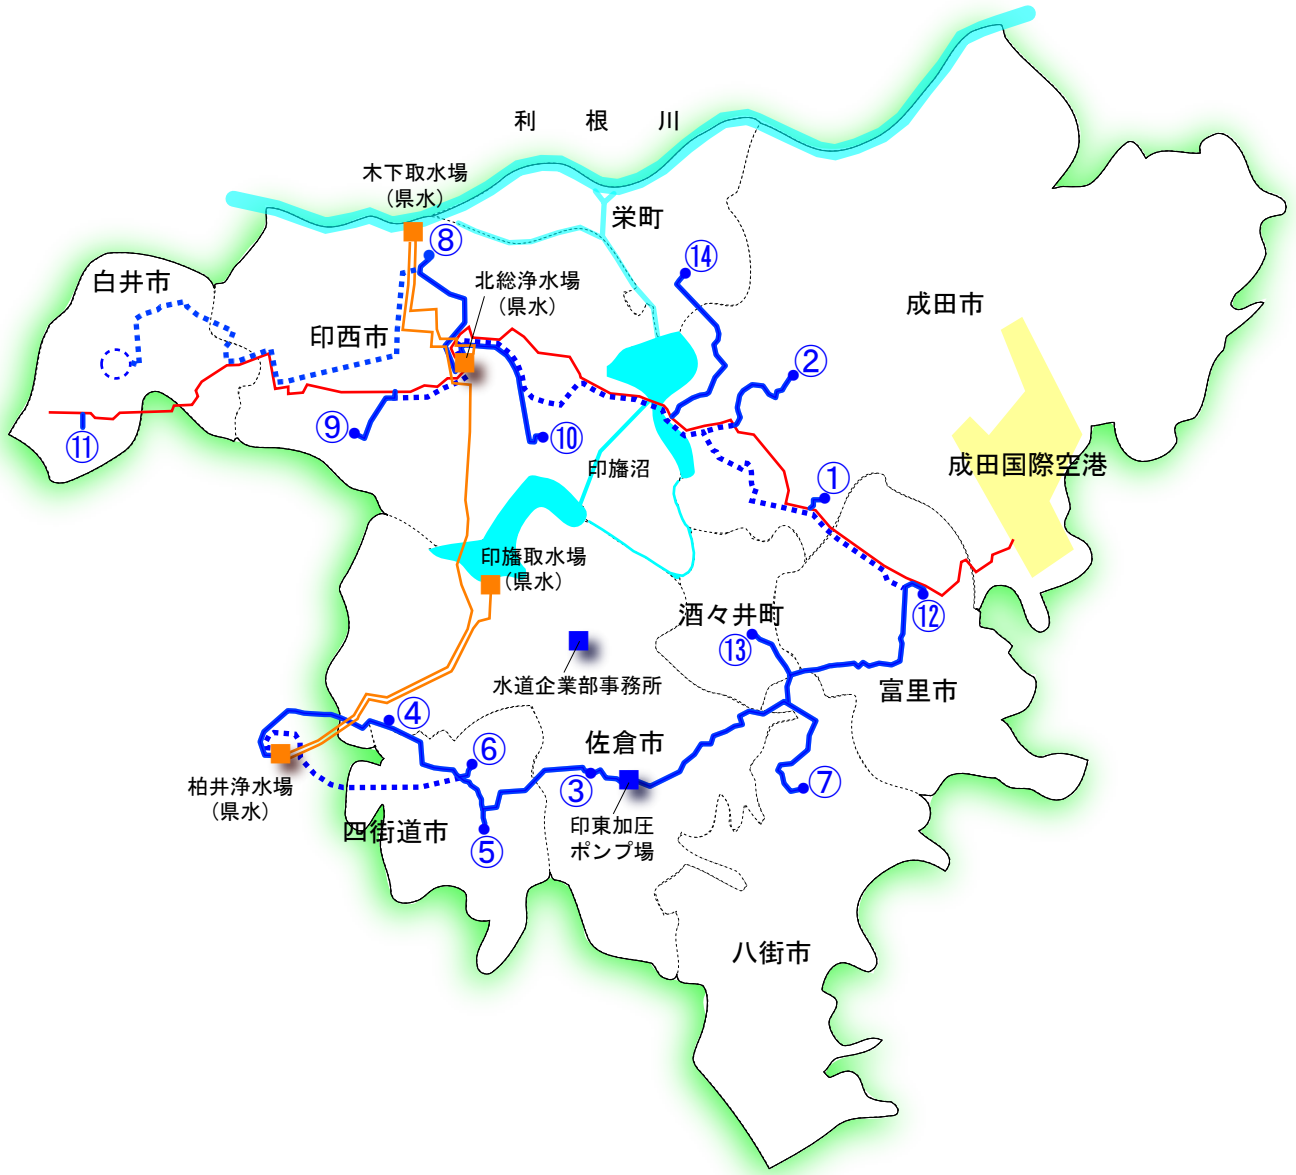 利根川
木下取水場
（県水）
栄町
⑧
⑭
白井市
北総浄水場
（県水）
成田市
印西市
②
⑨
⑩
⑪
印旛沼
成田国際空港
①
印旛取水場
（県水）
⑫
酒々井町
⑬
水道企業部事務所
富里市
④
佐倉市
⑥
柏井浄水場
（県水）
③
⑦
四街道市
印東加圧
ポンプ場
⑤
八街市